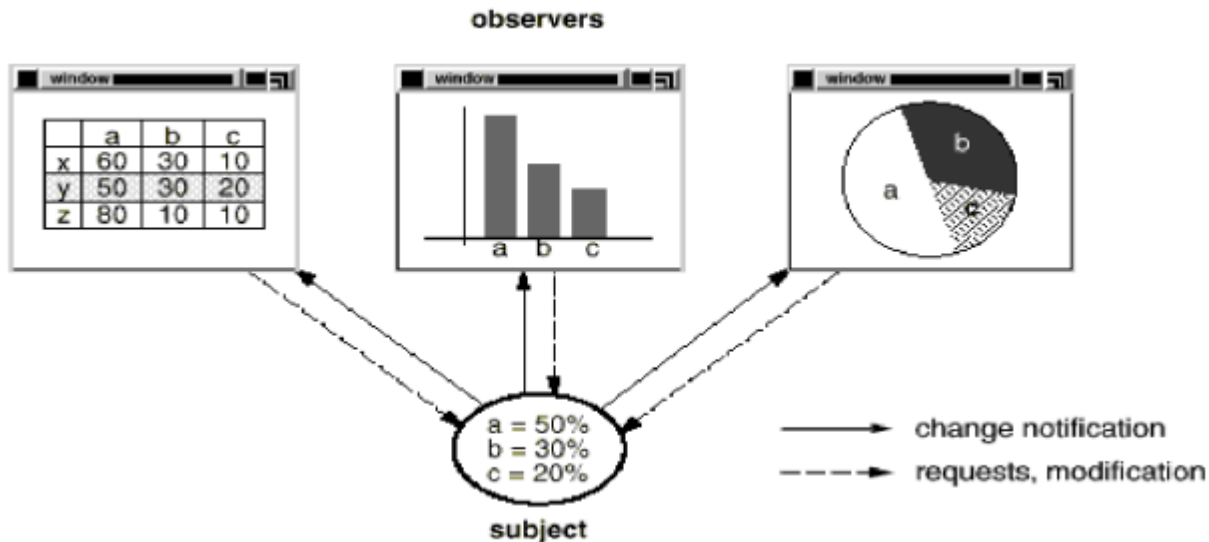 observers
window
a b c
x 60 30 10
y 50 30 20
z 80 10 10
window
a b c
window
b
a
c
a = 50%
b = 30%
c = 20%
subject
change notification
requests, modification